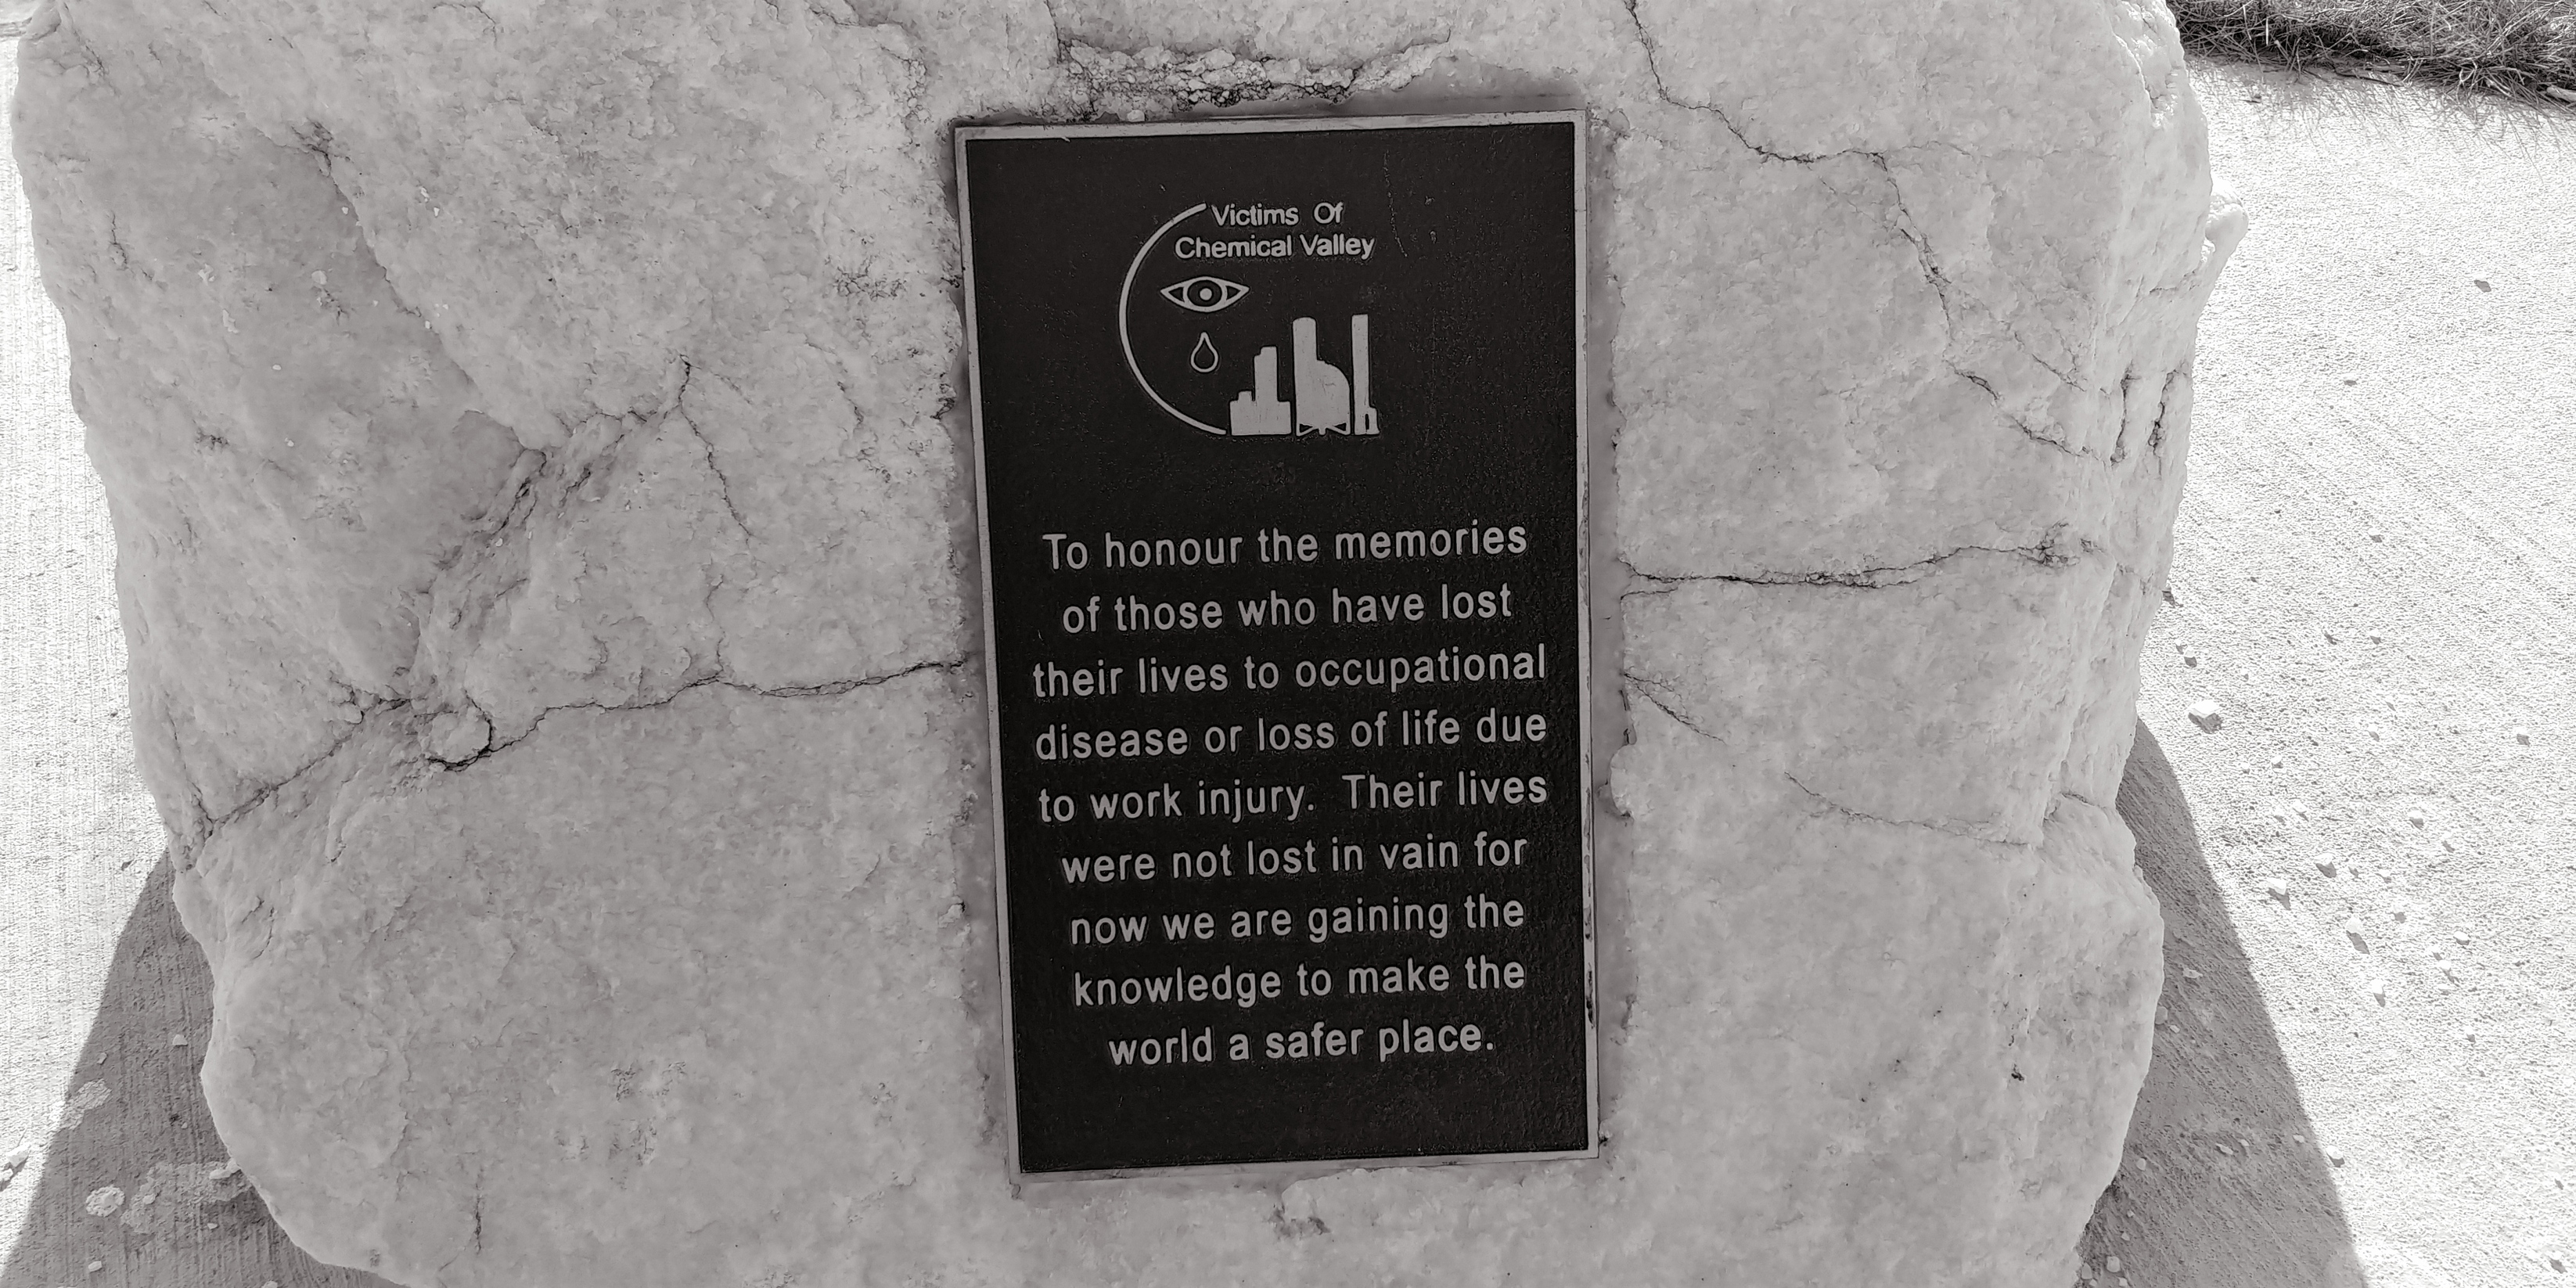 Victims Of
Chemical Valley
To honour the memories
of those who have lost
their lives to occupational
disease or loss of life due
to work injury. Their lives
were not lost in vain for
now we are gaining the
knowledge to make the
world a safer place.